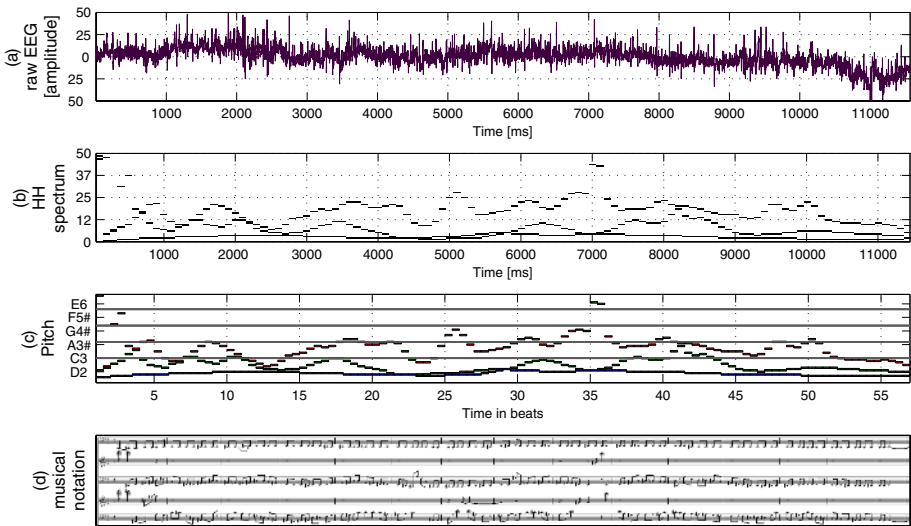 (a)
raw EEG
[amplitude]
50
25
0
25
50
1000 2000 3000 4000 5000 6000 7000 8000 9000 10000 11000
Time [ms]
(b)
HH
spectrum
50
37
25
12
0
1000 2000 3000 4000 5000 6000 7000 8000 9000 10000 11000
Time [ms]
(c)
Pitch
E6
F5#
G4#
A3#
C3
D2
5 10 15 20 25 30 35 40 45 50 55
Time in beats
(d)
musical
notation